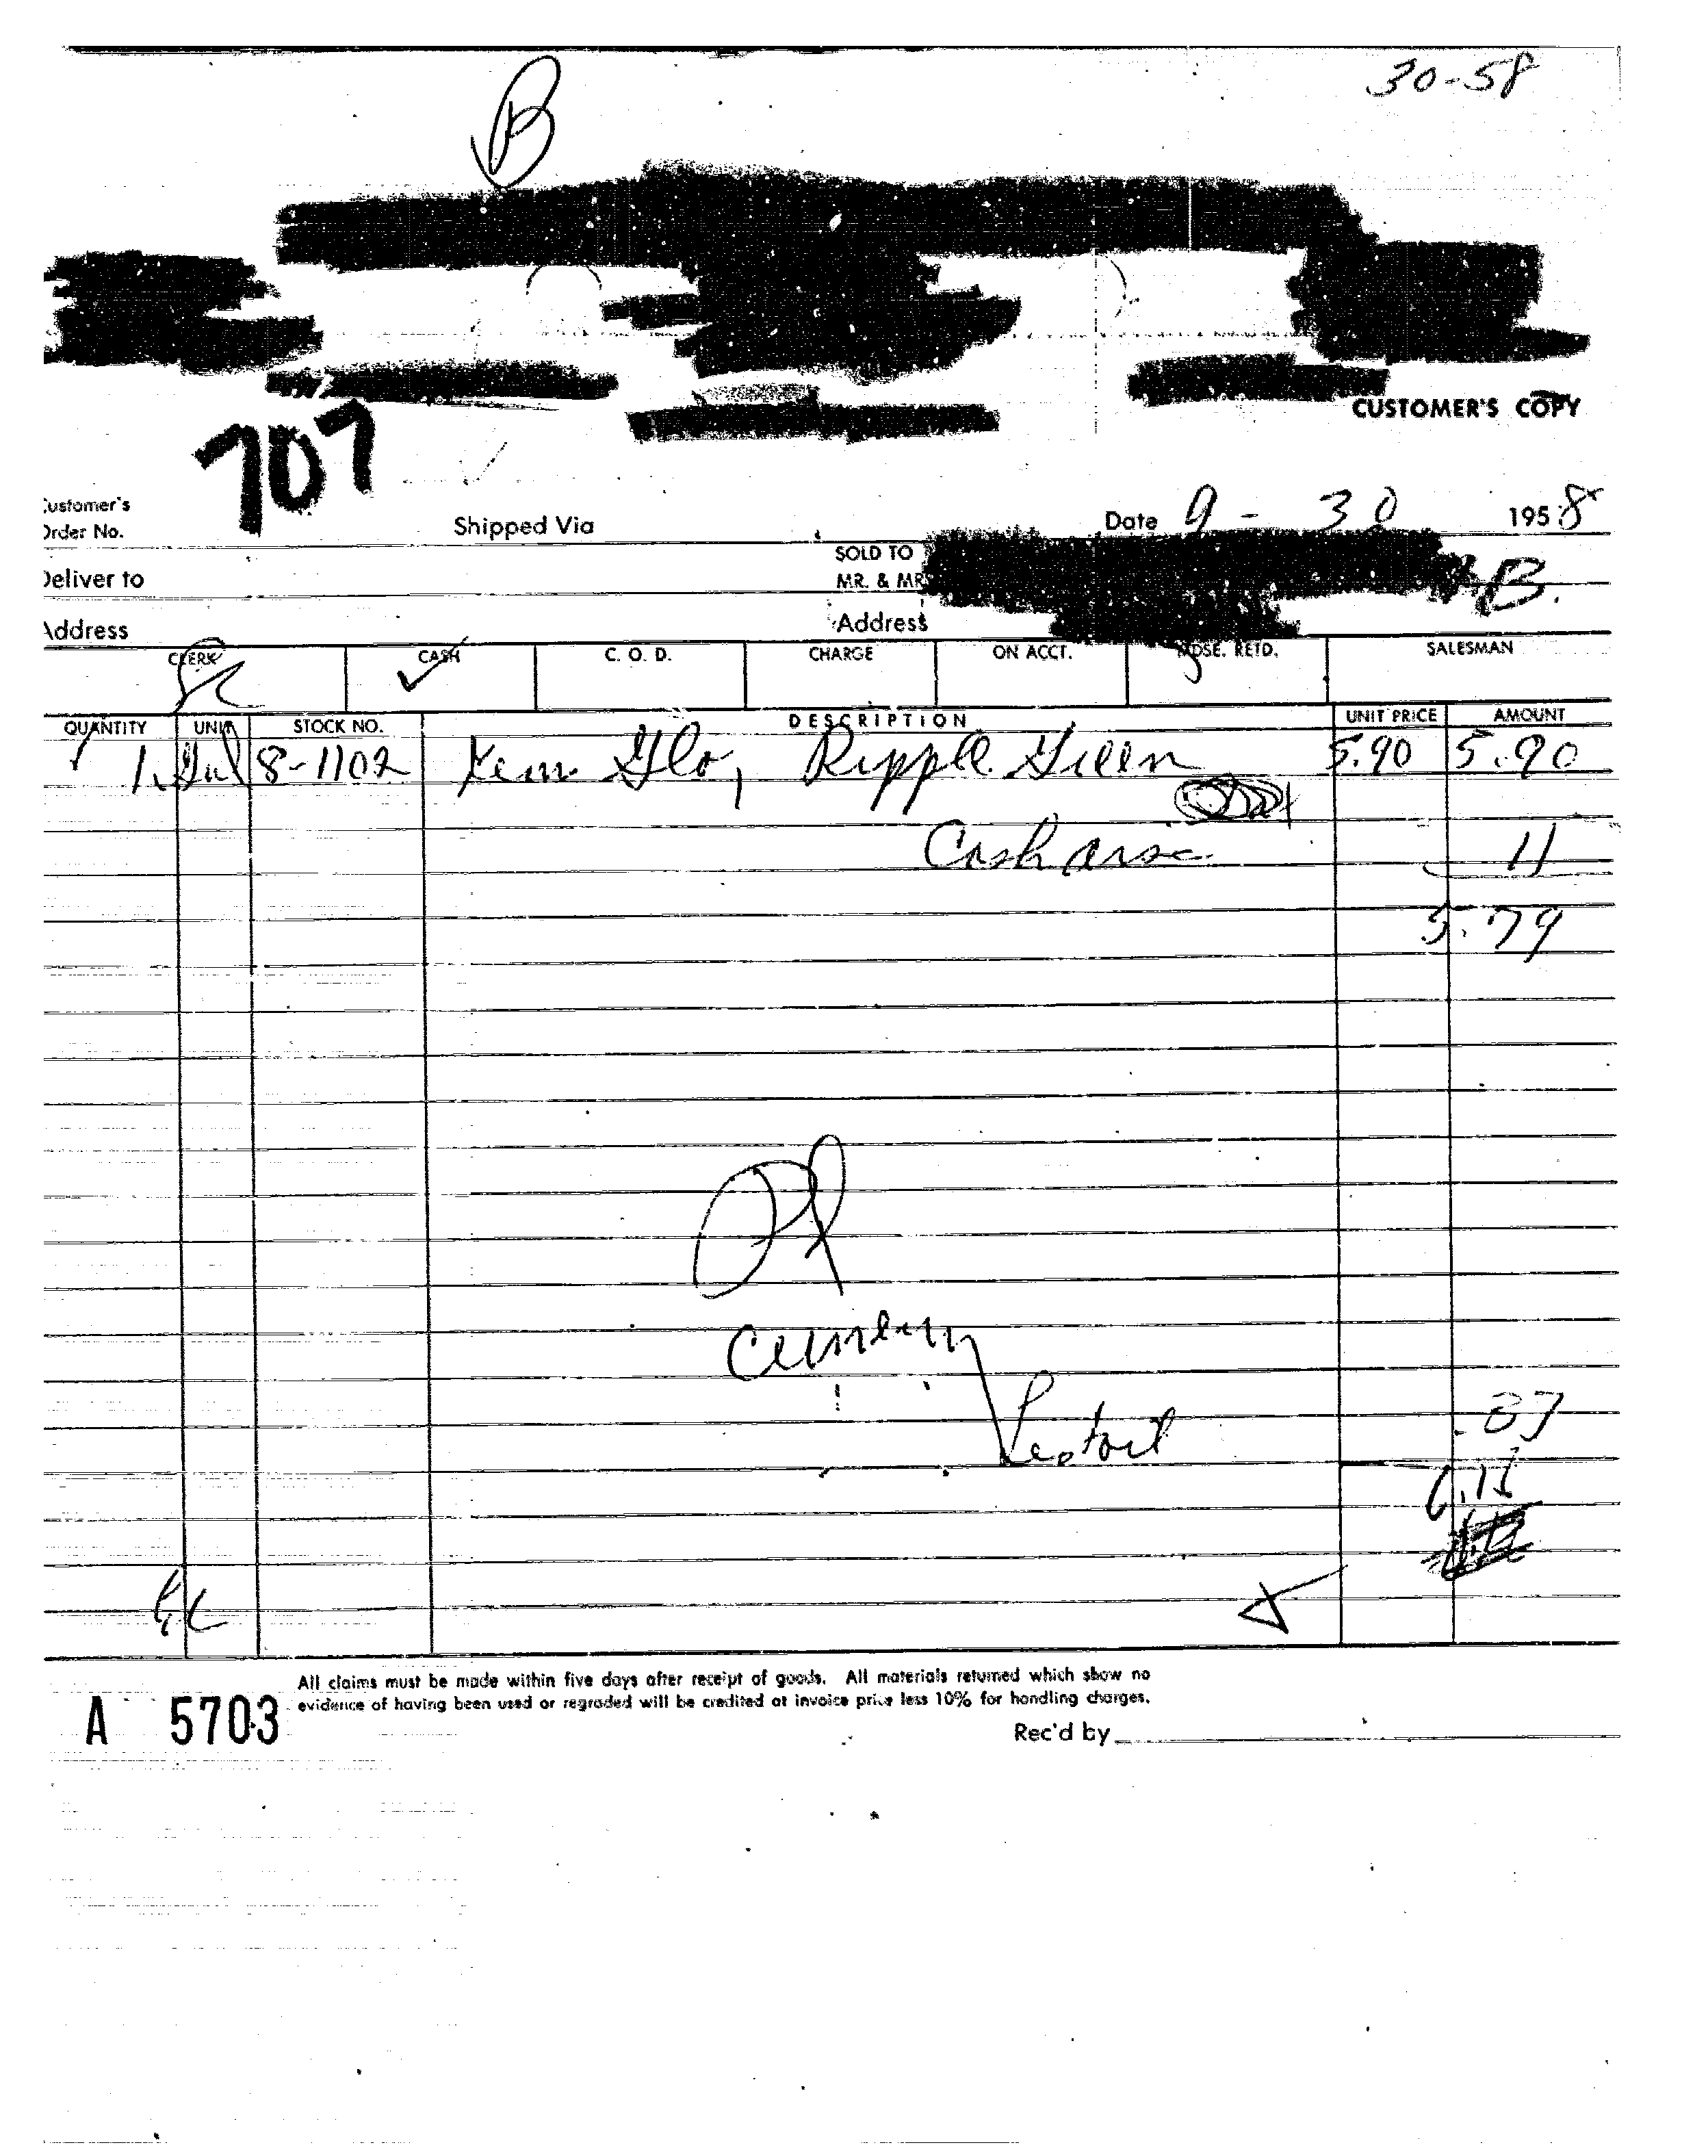 30-58
B
CUSTOMER'S COPY
707
Customer's
Order No.
Shipped Via
Date 9 - 30 1958
SOLD TO
MR. & MR
B.
Deliver to
Address
Address
CLERK CASH C. O. D. CHARGE ON ACCT. MDSE. RETD. SALESMAN
✓
QUANTITY UNIT STOCK NO. DESCRIPTION UNIT PRICE AMOUNT
1 Gal 8-1102 Kem Glo, Ripple Green 5.90 5.90
Cash 11
5.79
Lestoil .37
6.16
All claims must be made within five days after receipt of goods. All materials returned which show no
evidence of having been used or regraded will be credited at invoice price less 10% for handling charges.
A 5703
Rec'd by